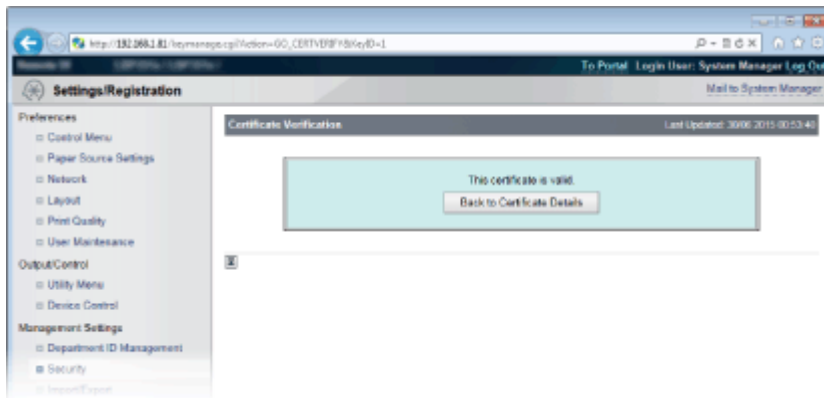 http://192.168.1.81/keymanage.cgi?Action=GO_CERTVERIFY&KeyID=1
To Portal Login User: System Manager Log Out
Settings/Registration
Mail to System Manager
Preferences
Control Menu
Paper Source Settings
Network
Layout
Print Quality
User Maintenance
Output/Control
Utility Menu
Device Control
Management Settings
Department ID Management
Security
Import/Export
Certificate Verification
Last Updated: 30/06 2015 00:53:40
This certificate is valid.
Back to Certificate Details